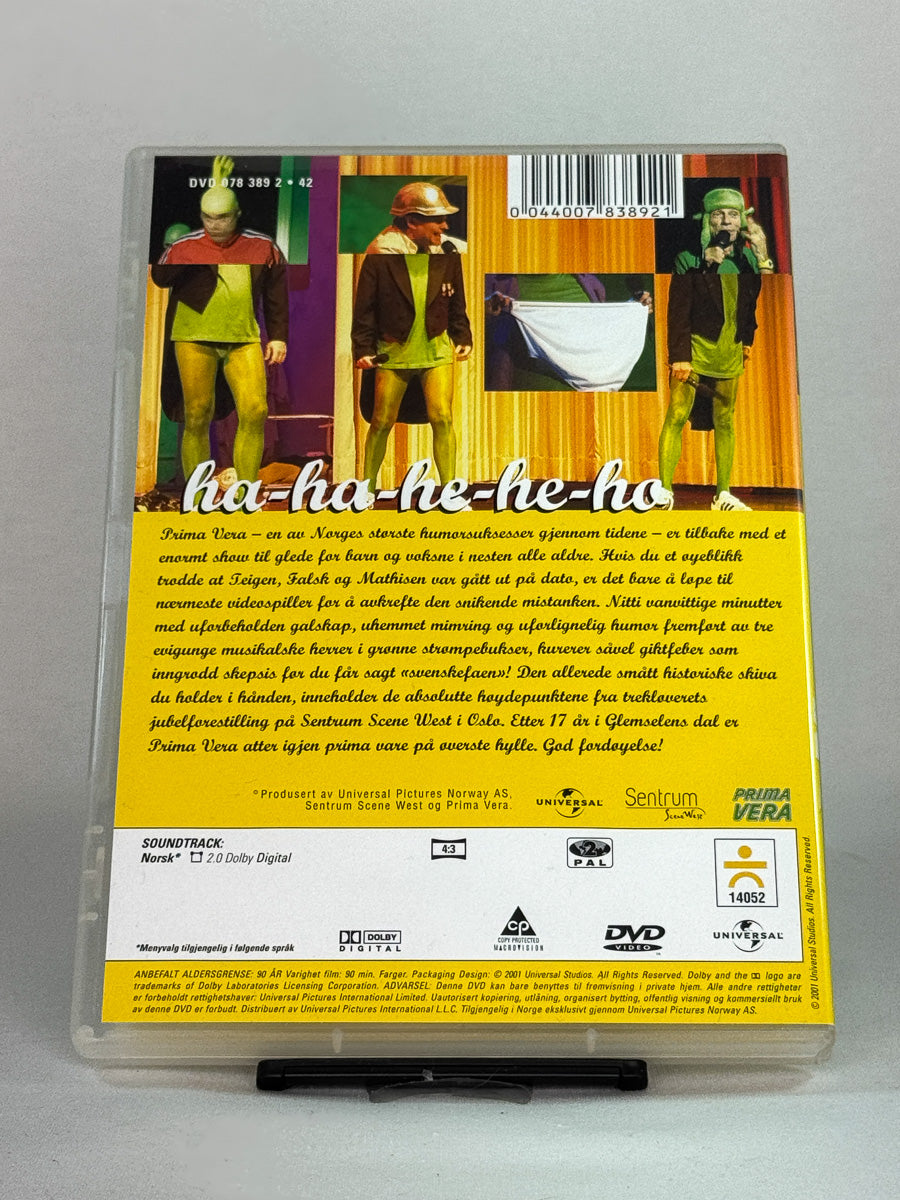 DVD 078 389 2 • 42
0 044007 838921
ha-ha-he-he-ho
Prima Vera – en av Norges største humorsuksesser gjennom tidene – er tilbake med et
enormt show til glede for barn og voksne i nesten alle aldre. Hvis du et øyeblikk
trodde at Teigen, Falsk og Mathisen var gått ut på dato, er det bare å løpe til
nærmeste videospiller for å avkrefte den snikende mistanken. Nitti vanvittige minutter
med uforbeholden galskap, uhemmet mimring og uforlignelig humor fremført av tre
evigunge musikalske herrer i grønne strømpebukser, kurerer såvel giktfeber som
inngrodd skepsis før du får sagt «svenskefaen»! Den allerede smått historiske skiva
du holder i hånden, inneholder de absolutte høydepunktene fra trekløverets
jubelforestilling på Sentrum Scene West i Oslo. Etter 17 år i Glemselens dal er
Prima Vera atter igjen prima vare på øverste hylle. God fordøyelse!
℗ Produsert av Universal Pictures Norway AS,
Sentrum Scene West og Prima Vera.
UNIVERSAL
Sentrum
Scene West
PRIMA
VERA
SOUNDTRACK:
Norsk* 2.0 Dolby Digital
4:3
2
PAL
14052
*Menyvalg tilgjengelig i følgende språk
DOLBY
DIGITAL
CP
COPY PROTECTED
MACROVISION
DVD
VIDEO
™
UNIVERSAL
© 2001 Universal Studios. All Rights Reserved.
ANBEFALT ALDERSGRENSE: 90 ÅR Varighet film: 90 min. Farger. Packaging Design: © 2001 Universal Studios. All Rights Reserved. Dolby and the DD logo are
trademarks of Dolby Laboratories Licensing Corporation. ADVARSEL: Denne DVD kan bare benyttes til fremvisning i private hjem. Alle andre rettigheter
er forbeholdt rettighetshaver: Universal Pictures International Limited. Uautorisert kopiering, utlåning, organisert bytting, offentlig visning og kommersiellt bruk
av denne DVD er forbudt. Distribuert av Universal Pictures International L.L.C. Tilgjengelig i Norge eksklusivt gjennom Universal Pictures Norway AS.